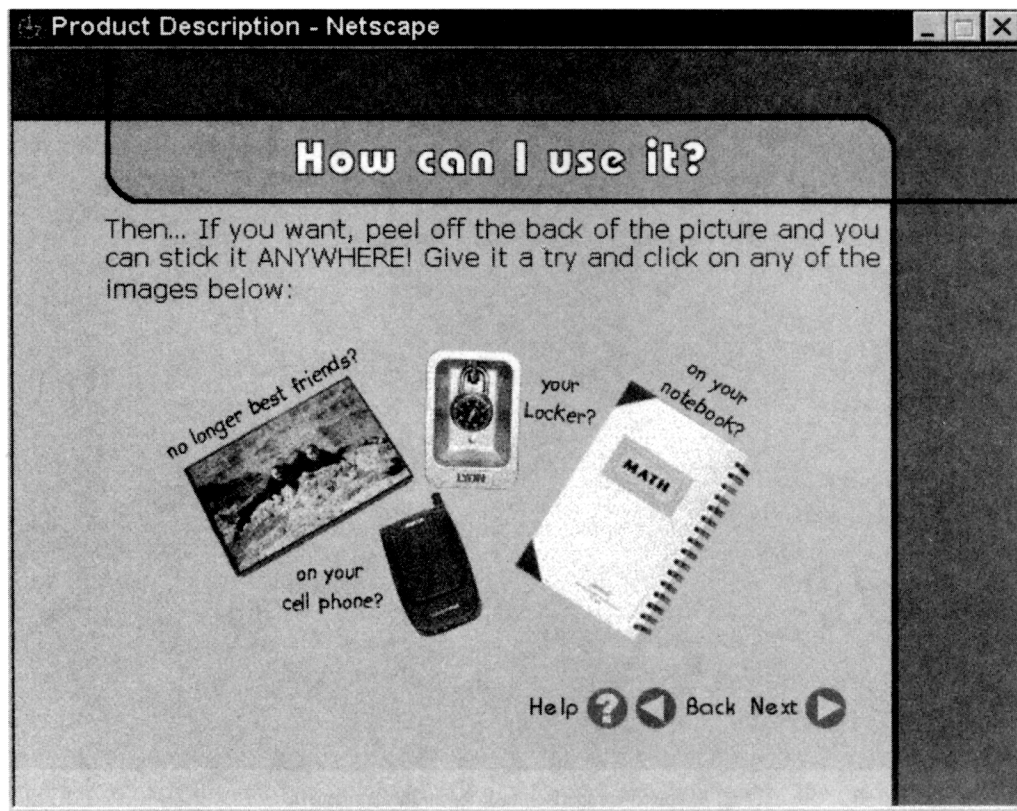 Product Description - Netscape
How can I use it?
Then... If you want, peel off the back of the picture and you
can stick it ANYWHERE! Give it a try and click on any of the
images below:
no longer best friends?
your
Locker?
on your
notebook?
LYON
MATH
on your
cell phone?
Help ? Back Next